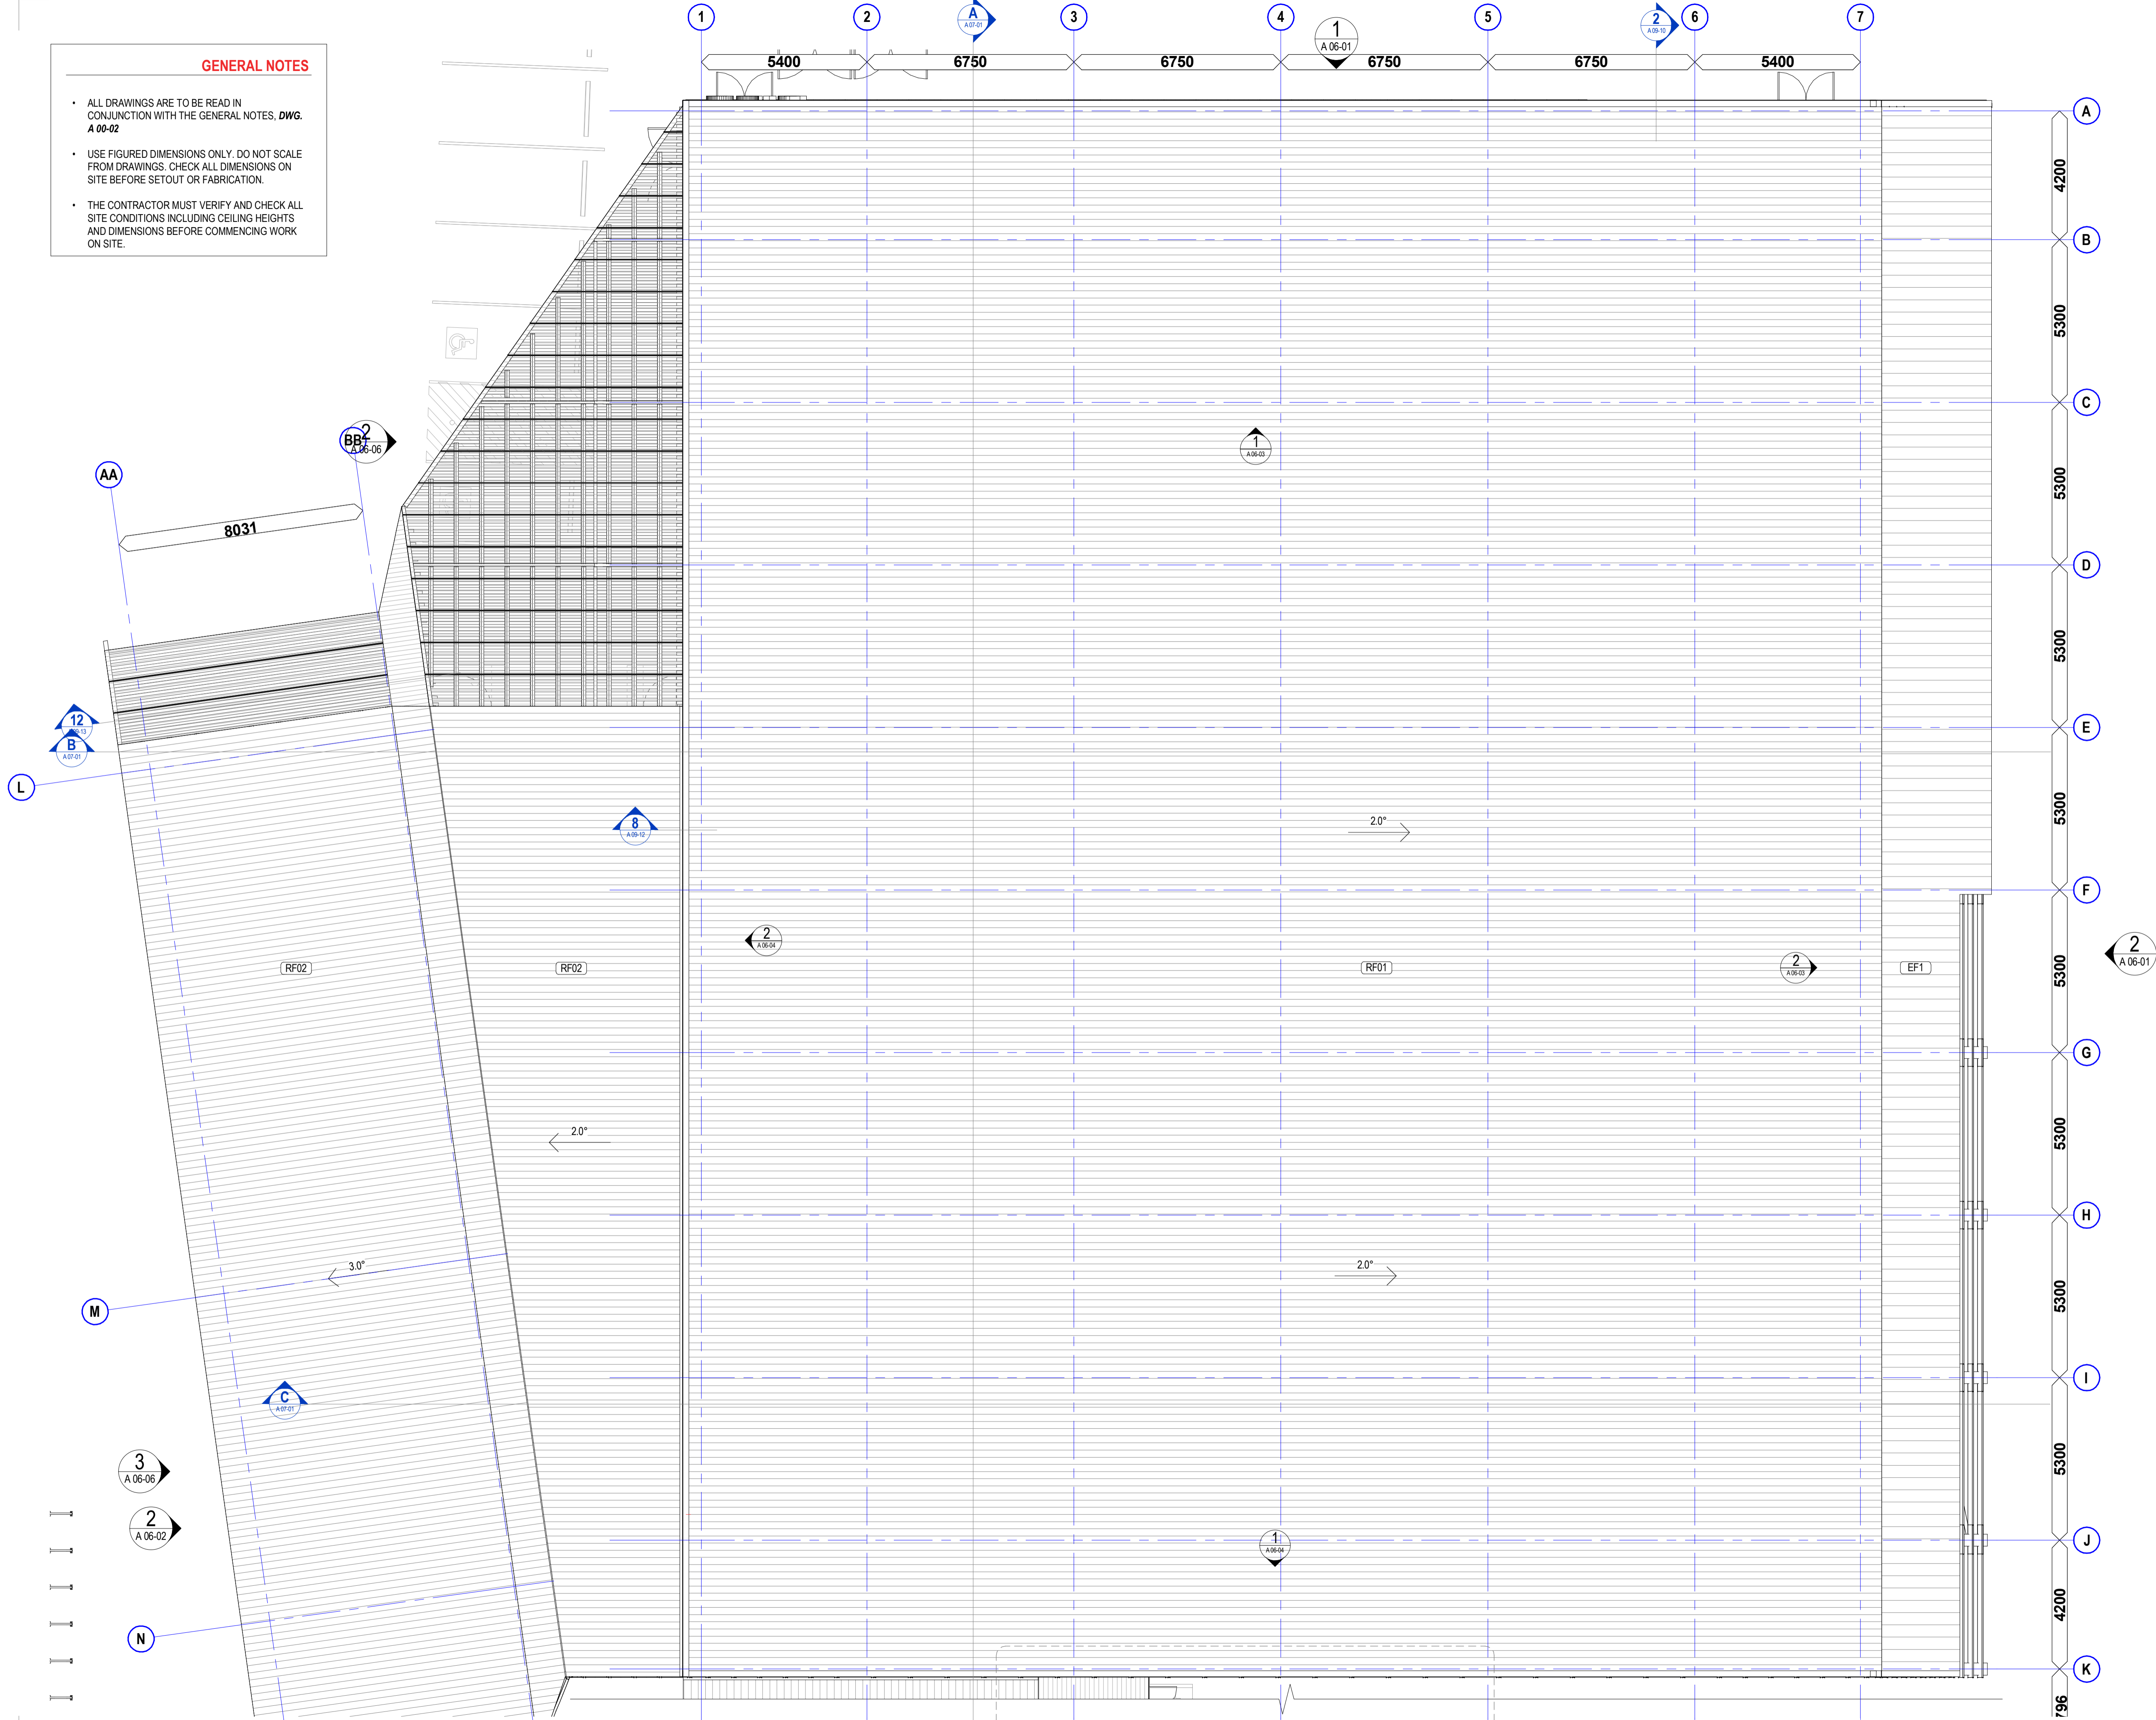 1
2
A
A 07-01
3
4
1
A 06-01
5
2
A 09-10
6
7
5400
6750
6750
6750
6750
5400
GENERAL NOTES
• ALL DRAWINGS ARE TO BE READ IN
CONJUNCTION WITH THE GENERAL NOTES, DWG.
A 00-02
• USE FIGURED DIMENSIONS ONLY. DO NOT SCALE
FROM DRAWINGS. CHECK ALL DIMENSIONS ON
SITE BEFORE SETOUT OR FABRICATION.
• THE CONTRACTOR MUST VERIFY AND CHECK ALL
SITE CONDITIONS INCLUDING CEILING HEIGHTS
AND DIMENSIONS BEFORE COMMENCING WORK
ON SITE.
A
4200
B
5300
C
BB
2
A 06-06
1
A 06-03
AA
5300
8031
D
5300
12
B
A 07-01
E
L
5300
8
A 09-12
2.0°
F
2
A 06-04
RF02
RF02
RF01
2
A 06-03
EF1
5300
2
A 06-01
G
2.0°
5300
H
3.0°
2.0°
5300
M
I
C
A 07-01
3
A 06-06
5300
2
A 06-02
1
A 06-04
J
4200
N
K
796